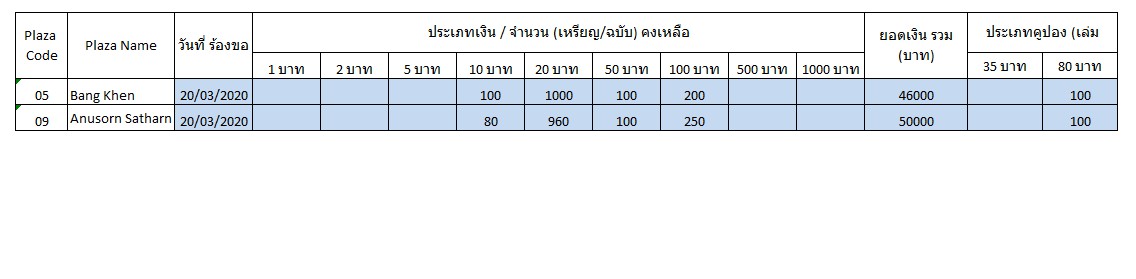 Plaza Code Plaza Name วันที่ ร้องขอ ประเภทเงิน / จำนวน (เหรียญ/ฉบับ) คงเหลือ ยอดเงิน รวม (บาท) ประเภทคูปอง (เล่ม
1 บาท 2 บาท 5 บาท 10 บาท 20 บาท 50 บาท 100 บาท 500 บาท 1000 บาท 35 บาท 80 บาท
05 Bang Khen 20/03/2020 100 1000 100 200 46000 100
09 Anusorn Satharn 20/03/2020 80 960 100 250 50000 100